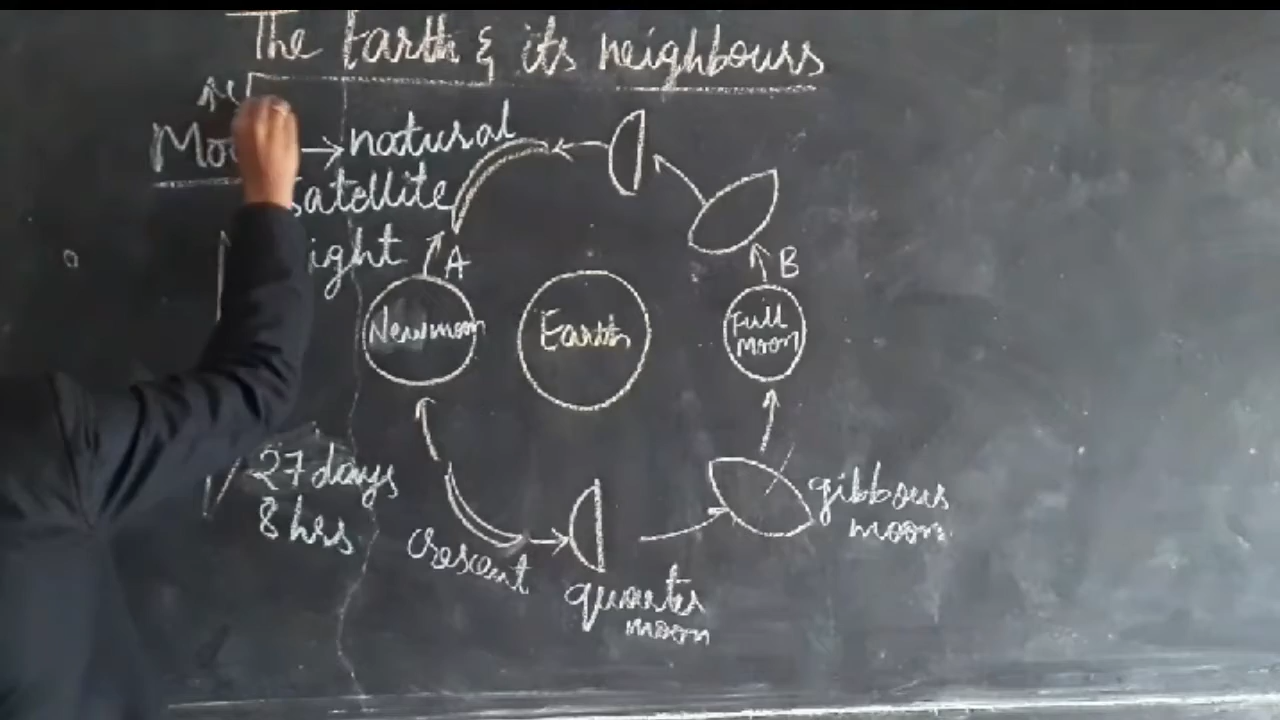 The Earth & its neighbours
→ natural
satellite
A
B
New moon
Earth
Full
moon
27 days
8 hrs
crescent
quarter
moon
gibbous
moon